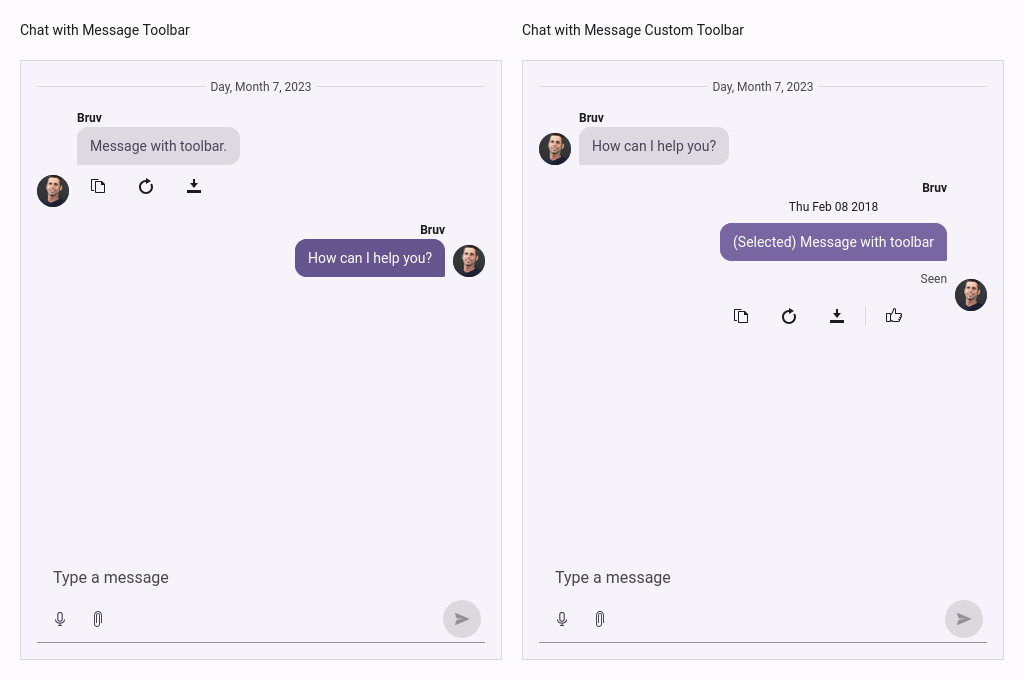 Chat with Message Toolbar
Day, Month 7, 2023
Bruv
Message with toolbar.
Bruv
How can I help you?
Type a message
Chat with Message Custom Toolbar
Day, Month 7, 2023
Bruv
How can I help you?
Bruv
Thu Feb 08 2018
(Selected) Message with toolbar
Seen
Type a message